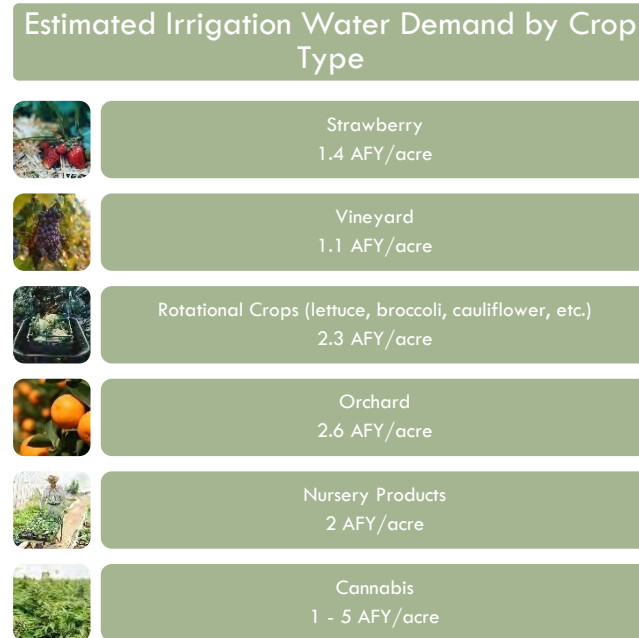 Estimated Irrigation Water Demand by Crop
Type
Strawberry
1.4 AFY/acre
Vineyard
1.1 AFY/acre
Rotational Crops (lettuce, broccoli, cauliflower, etc.)
2.3 AFY/acre
Orchard
2.6 AFY/acre
Nursery Products
2 AFY/acre
Cannabis
1 - 5 AFY/acre